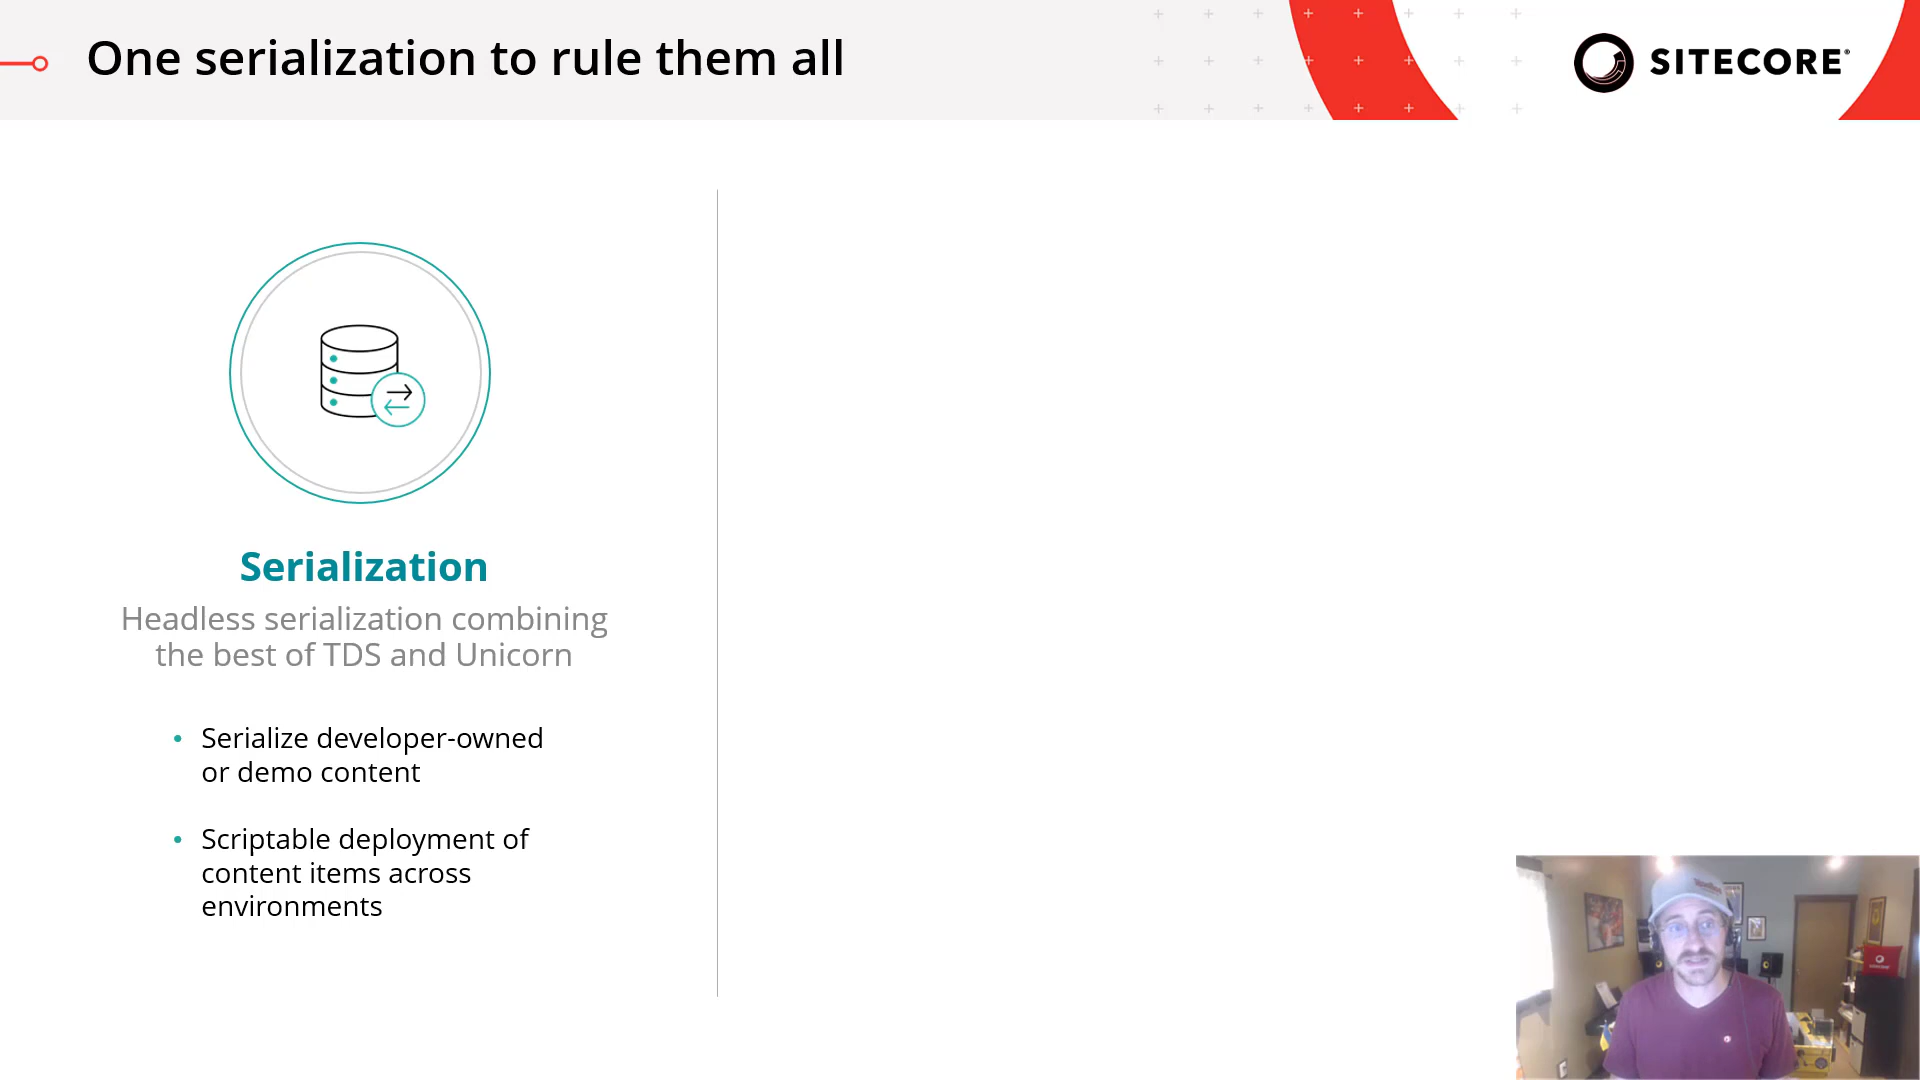 One serialization to rule them all
SITECORE
Serialization
Headless serialization combining
the best of TDS and Unicorn
• Serialize developer-owned
or demo content
• Scriptable deployment of
content items across
environments